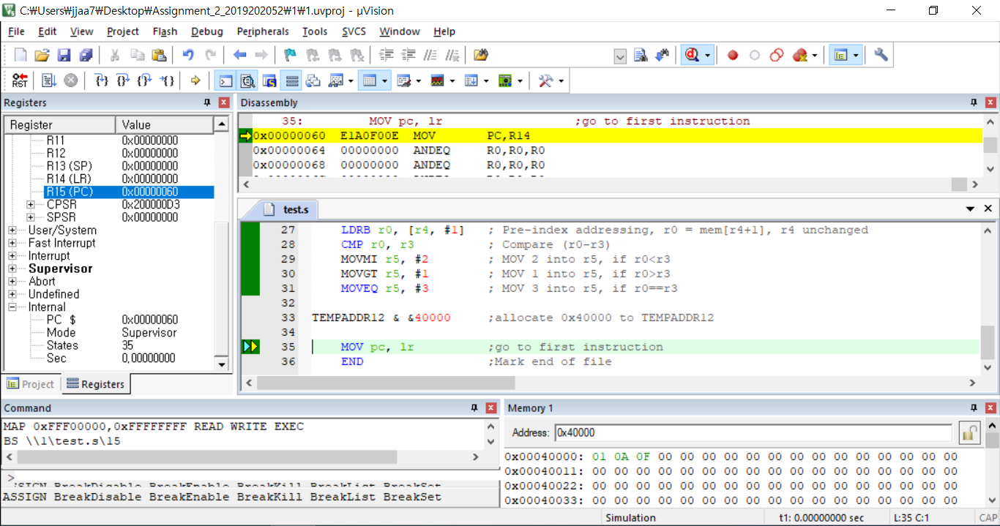 C:\Users\jjaa7\Desktop\Assignment_2_2019202052\1\1.uvproj - µVision
File Edit View Project Flash Debug Peripherals Tools SVCS Window Help
RST
Registers
Register Value
R11 0x00000000
R12 0x00000000
R13 (SP) 0x00000000
R14 (LR) 0x00000000
R15 (PC) 0x00000060
CPSR 0x200000D3
SPSR 0x00000000
User/System
Fast Interrupt
Interrupt
Supervisor
Abort
Undefined
Internal
PC $ 0x00000060
Mode Supervisor
States 35
Sec 0,00000000
Project Registers
Disassembly
35: MOV pc, lr ;go to first instruction
0x00000060 E1A0F00E MOV PC,R14
0x00000064 00000000 ANDEQ R0,R0,R0
0x00000068 00000000 ANDEQ R0,R0,R0
test.s
27 LDRB r0, [r4, #1] ; Pre-index addressing, r0 = mem[r4+1], r4 unchanged
28 CMP r0, r3 ; Compare (r0-r3)
29 MOVMI r5, #2 ; MOV 2 into r5, if r0<r3
30 MOVGT r5, #1 ; MOV 1 into r5, if r0>r3
31 MOVEQ r5, #3 ; MOV 3 into r5, if r0==r3
32
33 TEMPADDR12 & &40000 ;allocate 0x40000 to TEMPADDR12
34
35 MOV pc, lr ;go to first instruction
36 END ;Mark end of file
Command
MAP 0xFFF00000,0xFFFFFFFF READ WRITE EXEC
BS \\1\test.s\15
>
ASSIGN BreakDisable BreakEnable BreakKill BreakList BreakSet
Memory 1
Address: 0x40000
0x00040000: 01 0A 0F 00 00 00 00 00 00 00 00 00 00 00 00 00 00
0x00040011: 00 00 00 00 00 00 00 00 00 00 00 00 00 00 00 00 00
0x00040022: 00 00 00 00 00 00 00 00 00 00 00 00 00 00 00 00 00
0x00040033: 00 00 00 00 00 00 00 00 00 00 00 00 00 00 00 00 00
Simulation t1: 0.00000000 sec L:35 C:1 CAP